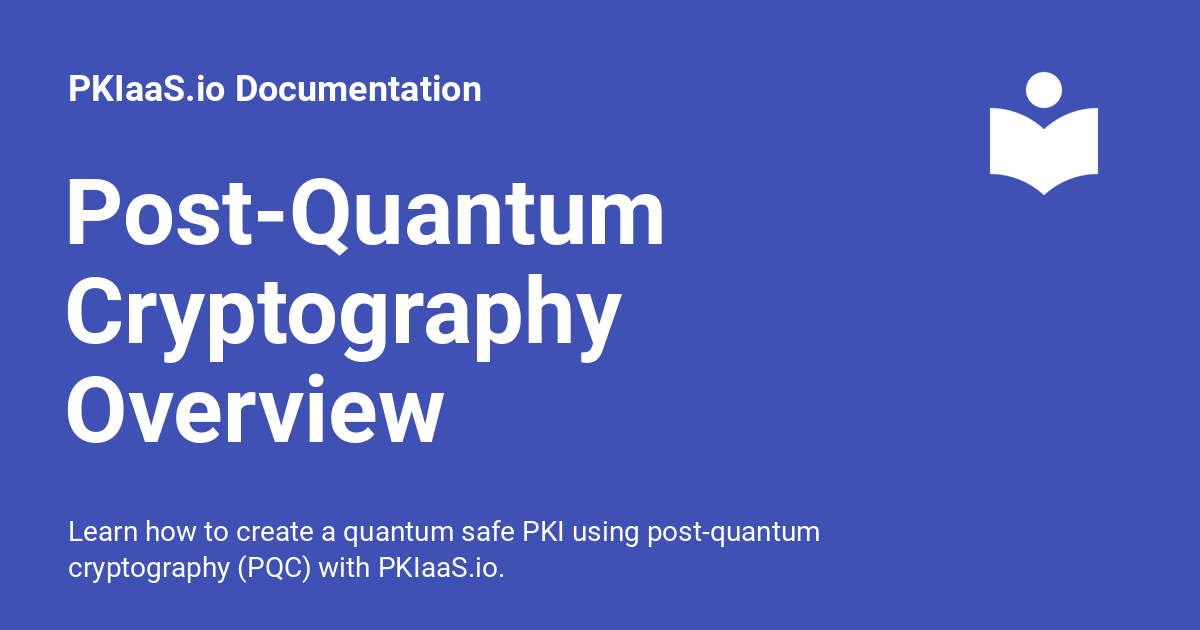 PKIaaS.io Documentation
Post-Quantum
Cryptography
Overview
Learn how to create a quantum safe PKI using post-quantum
cryptography (PQC) with PKIaaS.io.